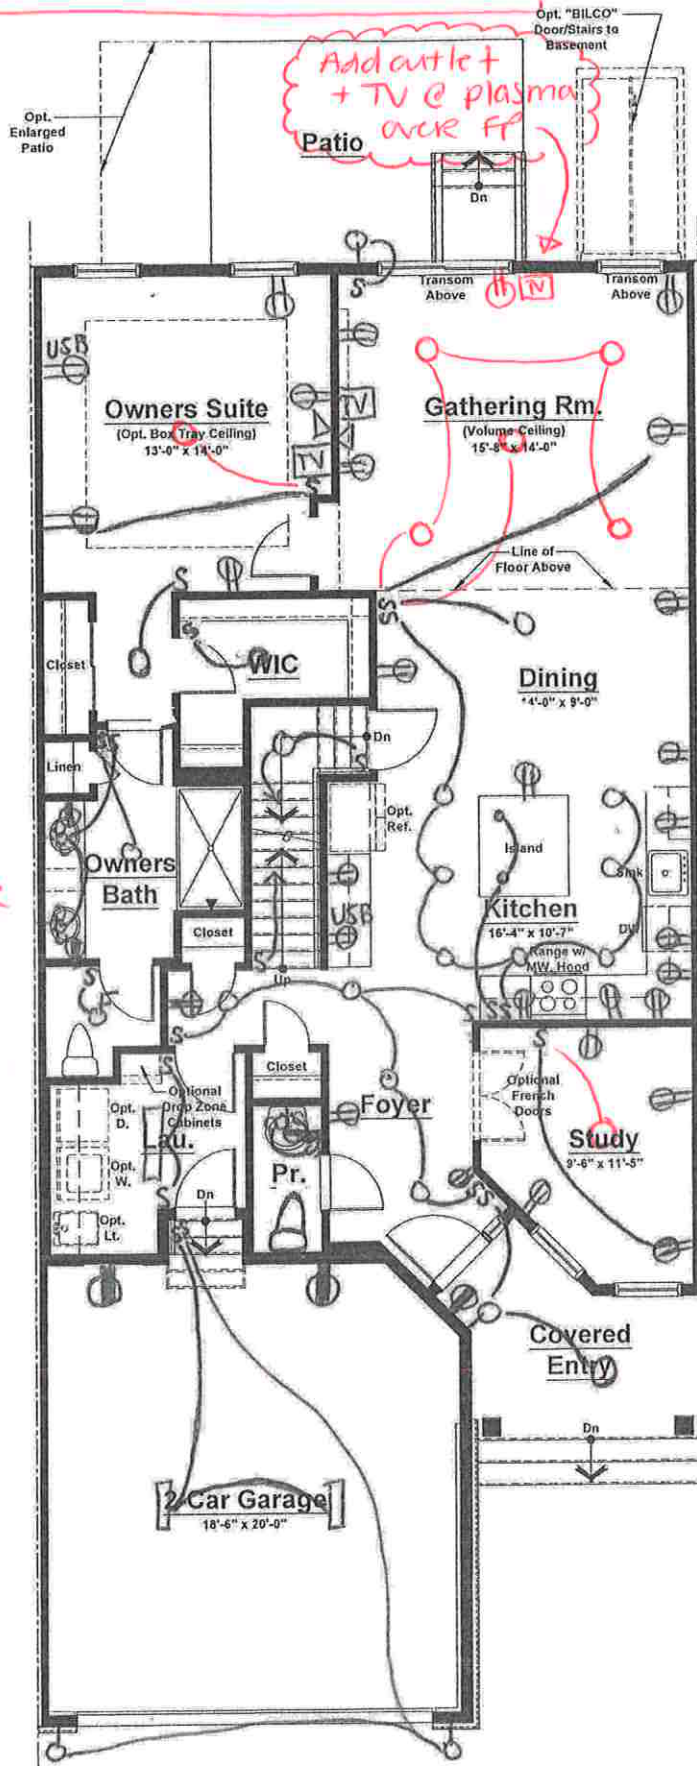 Opt. "BILCO"
Door/Stairs to
Basement
Add outlet
+ TV @ plasma
over FP
Opt.
Enlarged
Patio
Patio
Dn
Transom
Above
TV
Transom
Above
S
USB
Owners Suite
(Opt. Box Tray Ceiling)
13'-0" x 14'-0"
TV
TV
S
Gathering Rm.
(Volume Ceiling)
15'-8" x 14'-0"
Line of
Floor Above
S
SS
S
Closet
S
WIC
Dining
14'-0" x 9'-0"
Dn
S
Linen
SS
Opt.
Ref.
Island
Sink
Owners
Bath
Kitchen
16'-4" x 10'-7"
USB
DW
Closet
Range w/
MW. Hood
S
Up
S
S
SS
S
S
Closet
Optional
Drop Zone
Cabinets
Optional
French
Doors
Opt.
D.
Lau.
Foyer
Study
9'-6" x 11'-5"
Opt.
W.
Pr.
S
Dn
SS
Opt.
Lt.
SS
Covered
Entry
Dn
2-Car Garage
18'-6" x 20'-0"